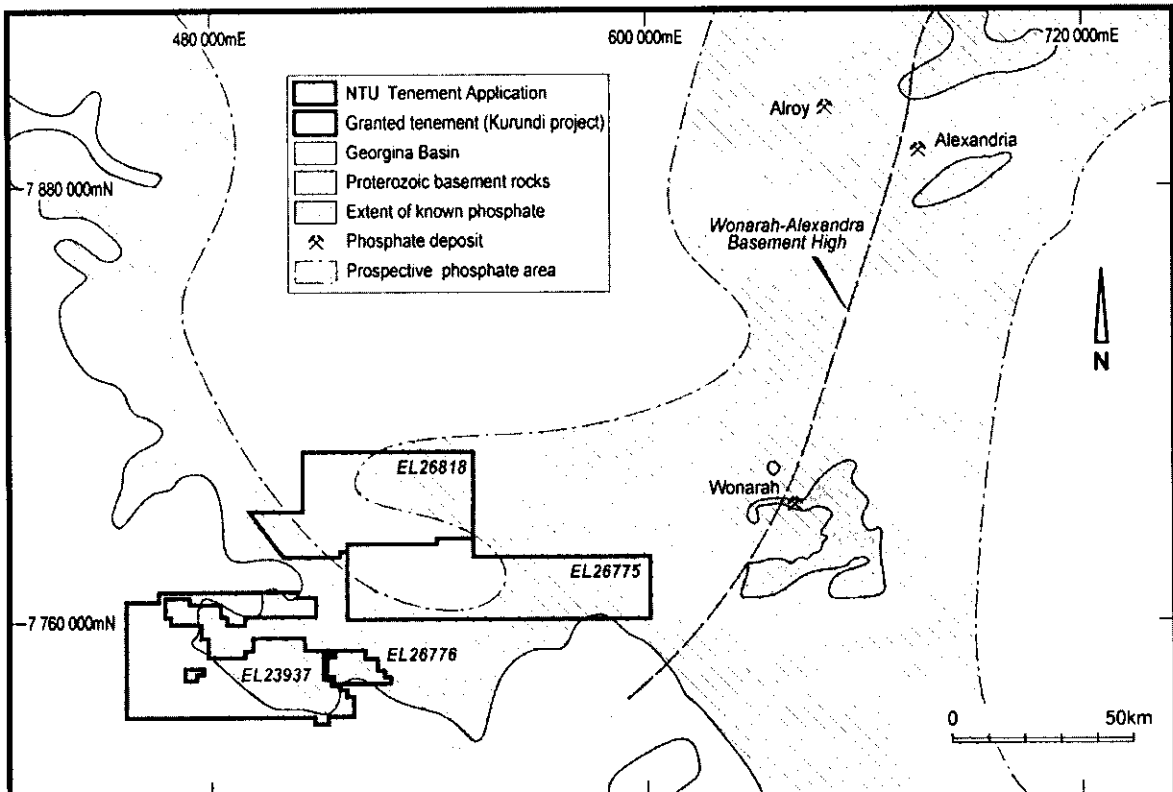 480 000mE
600 000mE
720 000mE
NTU Tenement Application
Granted tenement (Kurundi project)
Georgina Basin
Proterozoic basement rocks
Extent of known phosphate
Phosphate deposit
Prospective phosphate area
Alroy
Alexandria
7 880 000mN
Wonarah-Alexandra
Basement High
N
EL26818
Wonarah
EL26775
7 760 000mN
EL26776
EL23937
0
50km